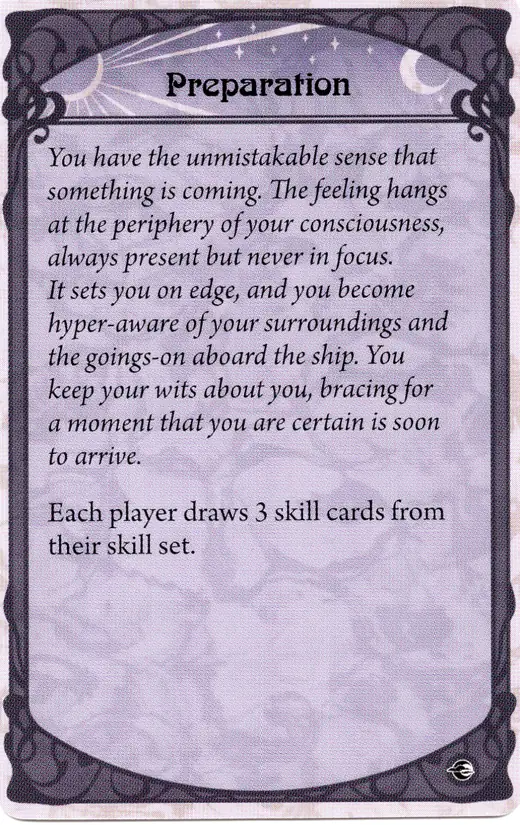 Preparation
You have the unmistakable sense that
something is coming. The feeling hangs
at the periphery of your consciousness,
always present but never in focus.
It sets you on edge, and you become
hyper-aware of your surroundings and
the goings-on aboard the ship. You
keep your wits about you, bracing for
a moment that you are certain is soon
to arrive.
Each player draws 3 skill cards from
their skill set.